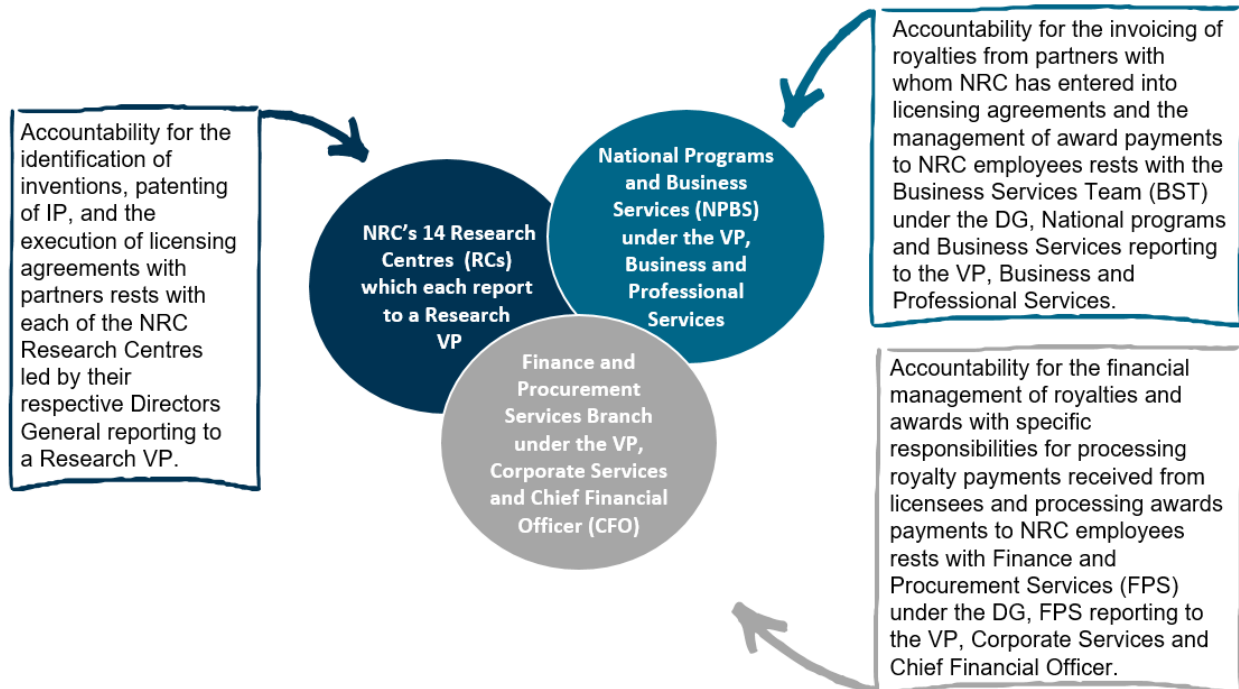 Accountability for the
identification of
inventions, patenting
of IP, and the
execution of licensing
agreements with
partners rests with
each of the NRC
Research Centres
led by their
respective Directors
General reporting to
a Research VP.
NRC's 14 Research
Centres (RCs)
which each report
to a Research
VP
National Programs
and Business
Services (NPBS)
under the VP,
Business and
Professional
Services
Finance and
Procurement
Services Branch
under the VP,
Corporate Services
and Chief Financial
Officer (CFO)
Accountability for the invoicing of
royalties from partners with
whom NRC has entered into
licensing agreements and the
management of award payments
to NRC employees rests with the
Business Services Team (BST)
under the DG, National programs
and Business Services reporting
to the VP, Business and
Professional Services.
Accountability for the financial
management of royalties and
awards with specific
responsibilities for processing
royalty payments received from
licensees and processing awards
payments to NRC employees
rests with Finance and
Procurement Services (FPS)
under the DG, FPS reporting to
the VP, Corporate Services and
Chief Financial Officer.